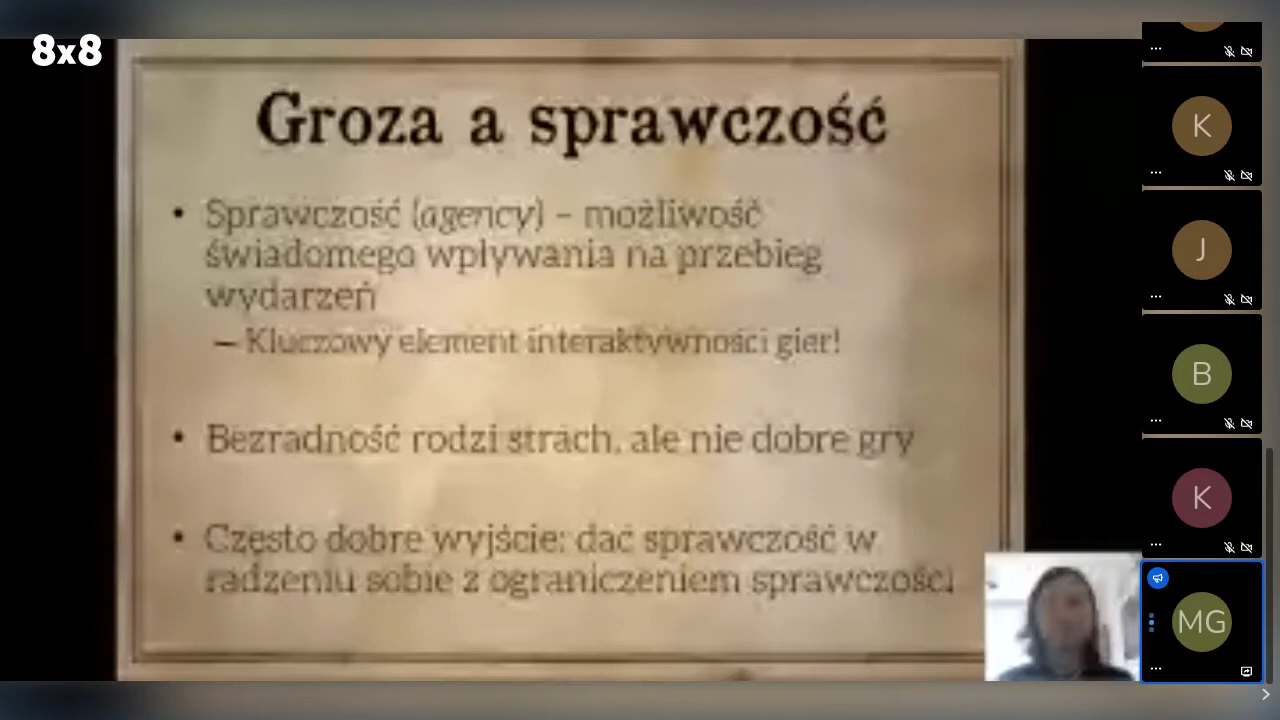 8x8
Groza a sprawczość
• Sprawczość (agency) – możliwość
świadomego wpływania na przebieg
wydarzeń
– Kluczowy element interaktywności gier!
• Bezradność rodzi strach, ale nie dobre gry
• Często dobre wyjście: dać sprawczość w
radzeniu sobie z ograniczeniem sprawczości
K
J
B
K
MG